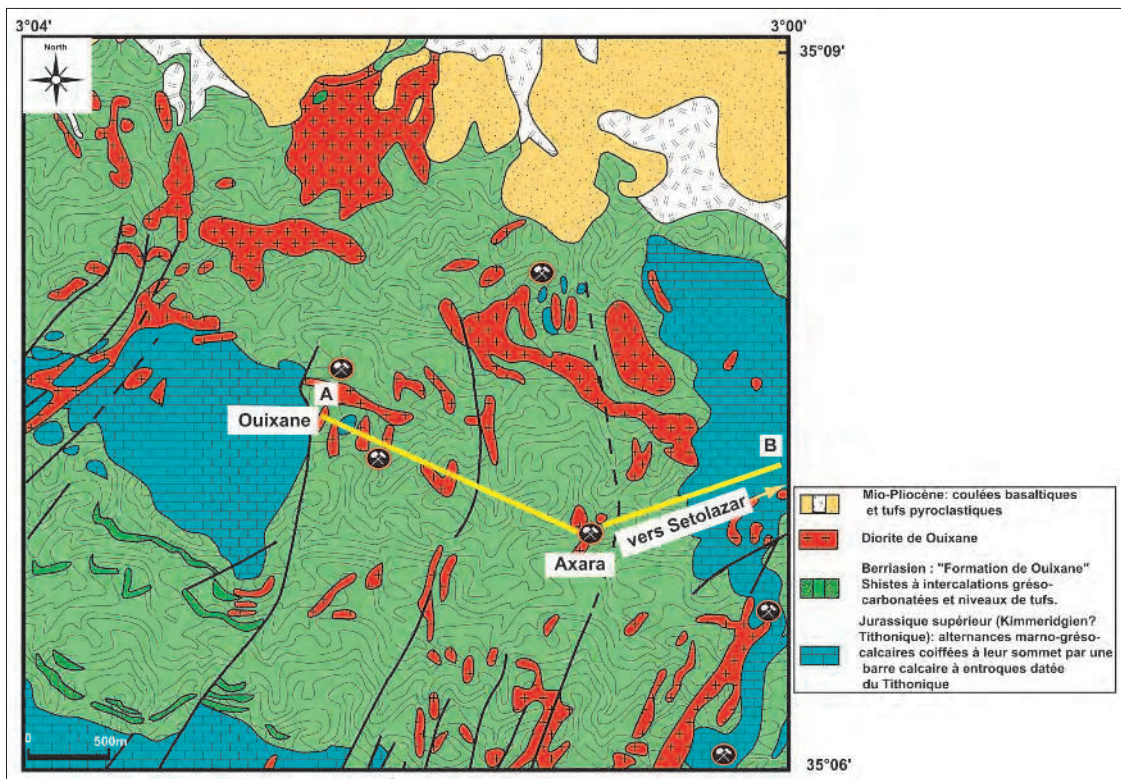 3°04'
3°00'
35°09'
North
A
Ouixane
B
vers Setolazar
Axara
0
500m
35°06'
Mio-Pliocène: coulées basaltiques
et tufs pyroclastiques
Diorite de Ouixane
Berriasien : "Formation de Ouixane"
Shistes à intercalations gréso-
carbonatées et niveaux de tufs.
Jurassique supérieur (Kimmeridgien?
Tithonique): alternances marno-gréso-
calcaires coiffées à leur sommet par une
barre calcaire à entroques datée
du Tithonique